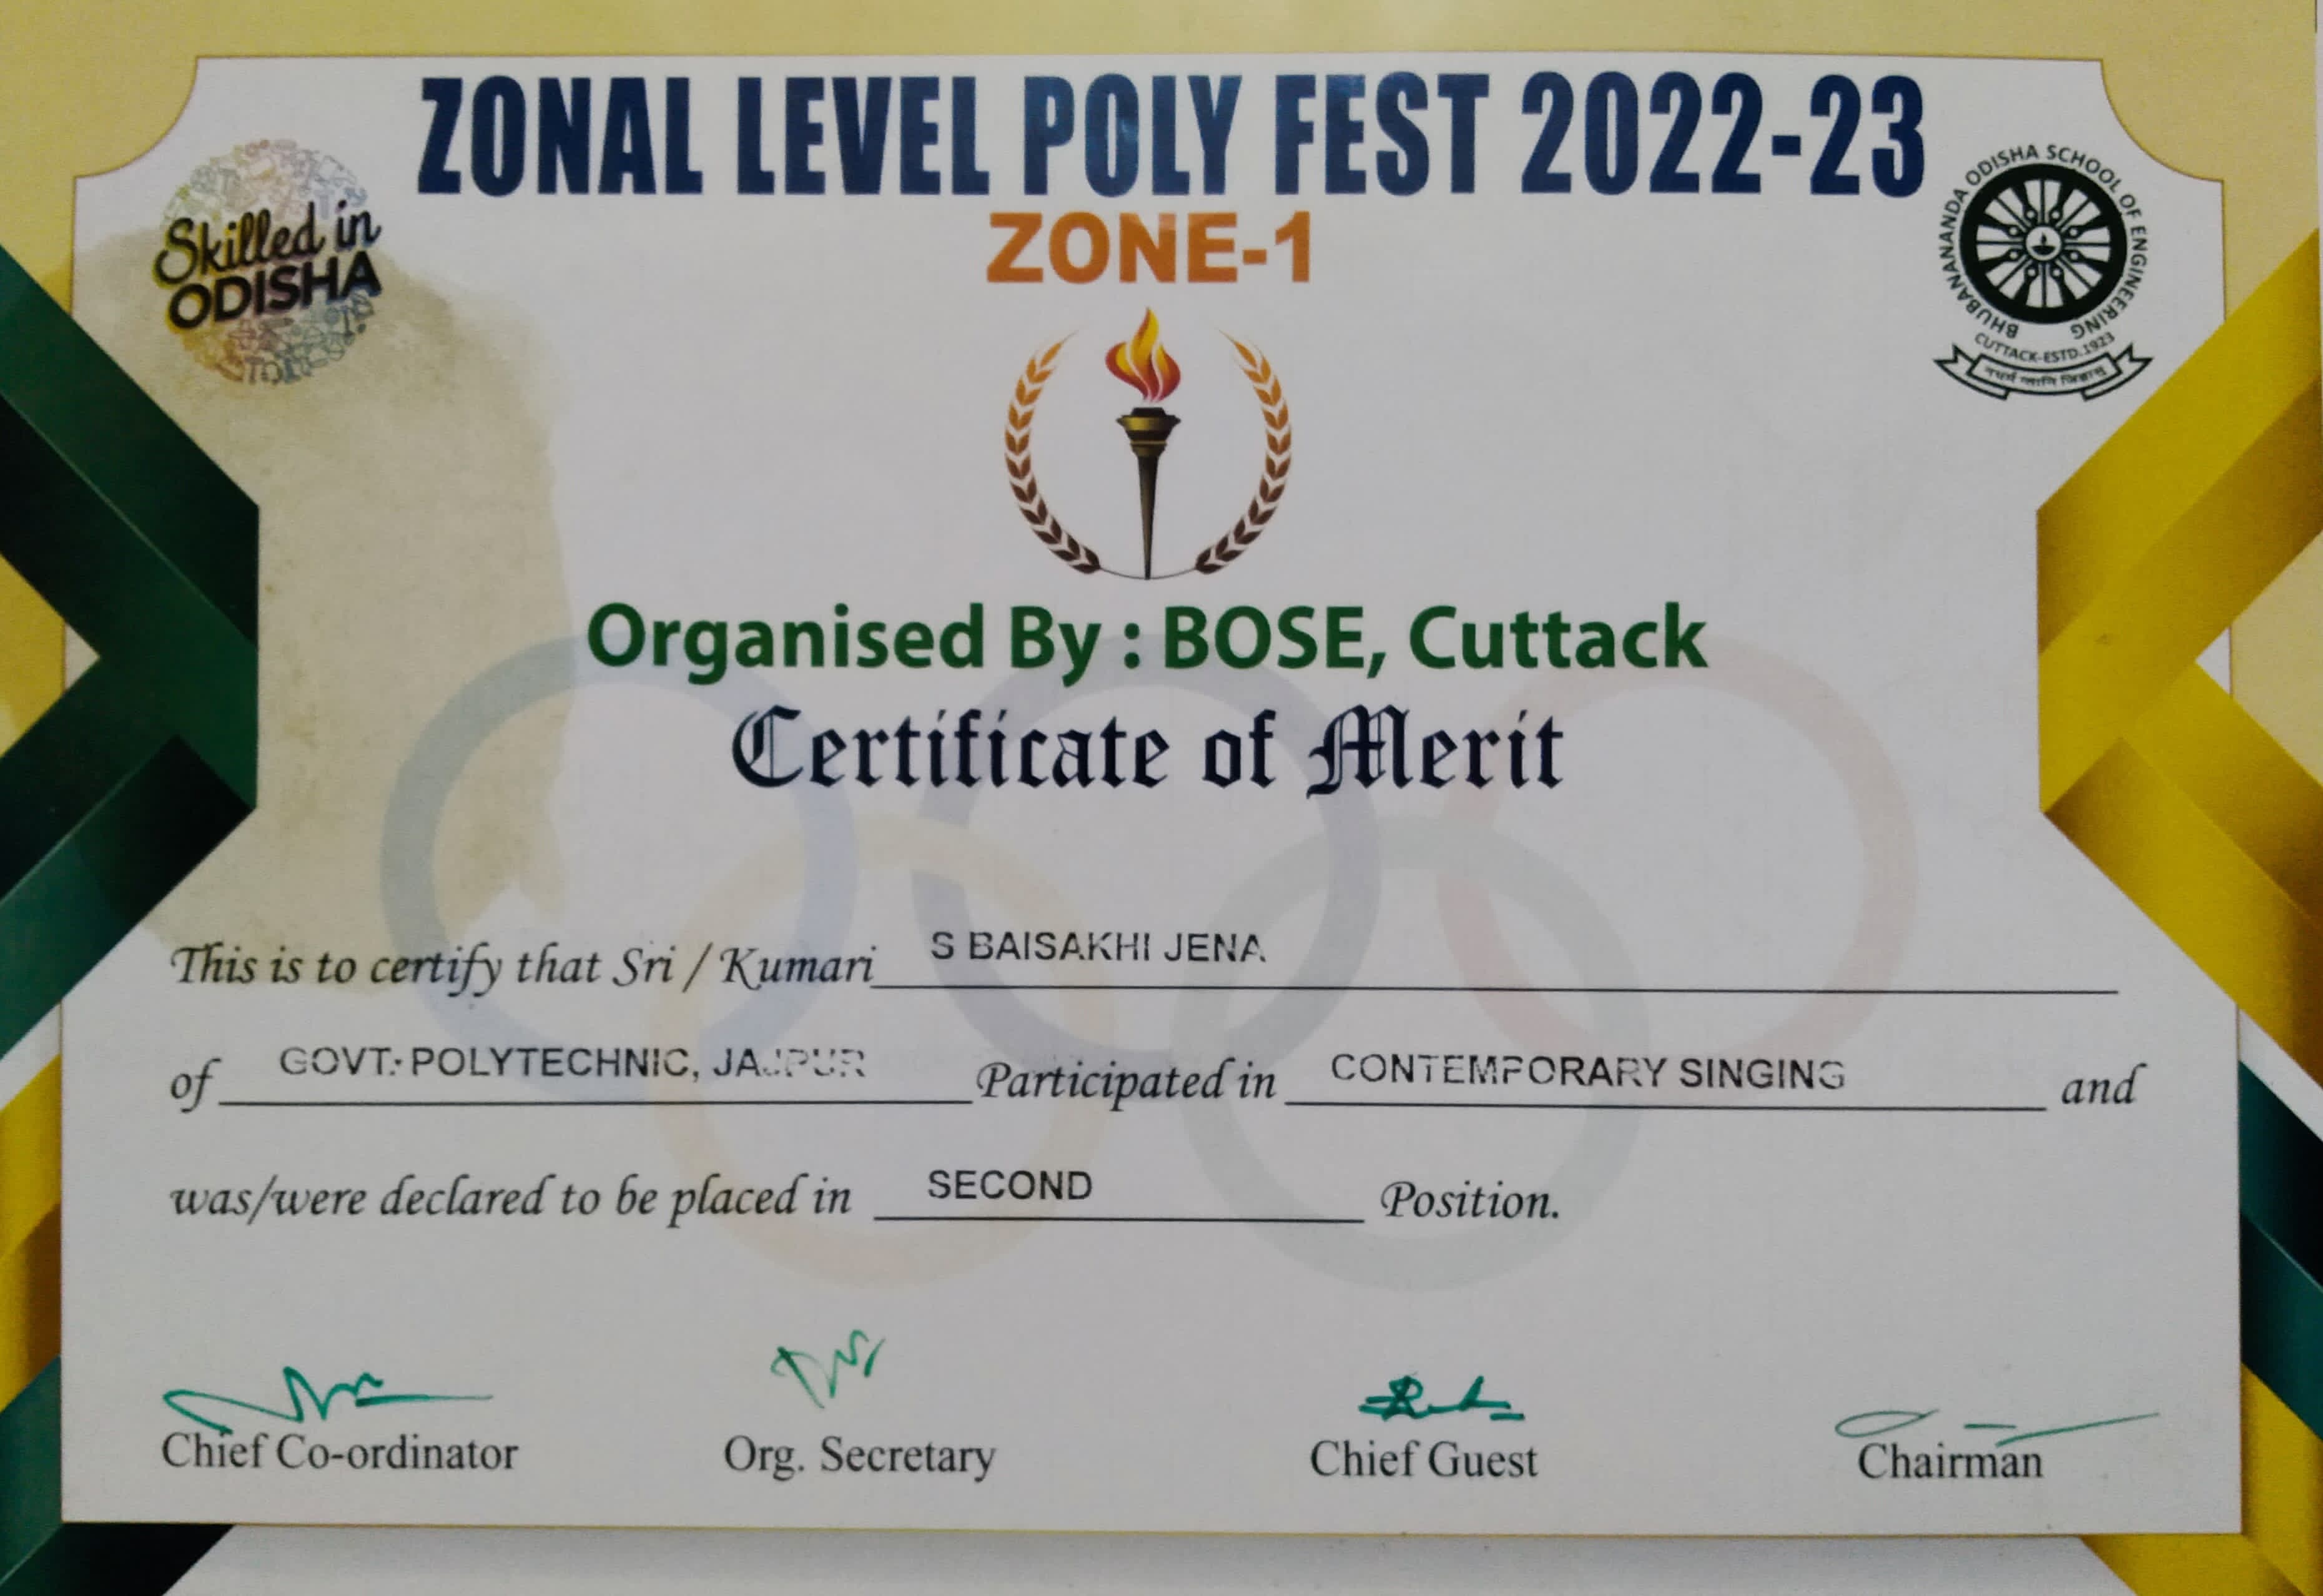 ZONAL LEVEL POLY FEST 2022-23
ZONE-1
Skilled in
ODISHA
BHUBANANANDA ODISHA SCHOOL OF ENGINEERING
CUTTACK-ESTD.1923
Organised By : BOSE, Cuttack
Certificate of Merit
This is to certify that Sri / Kumari S BAISAKHI JENA
of GOVT. POLYTECHNIC, JAJPUR Participated in CONTEMPORARY SINGING and
was/were declared to be placed in SECOND Position.
Chief Co-ordinator Org. Secretary Chief Guest Chairman